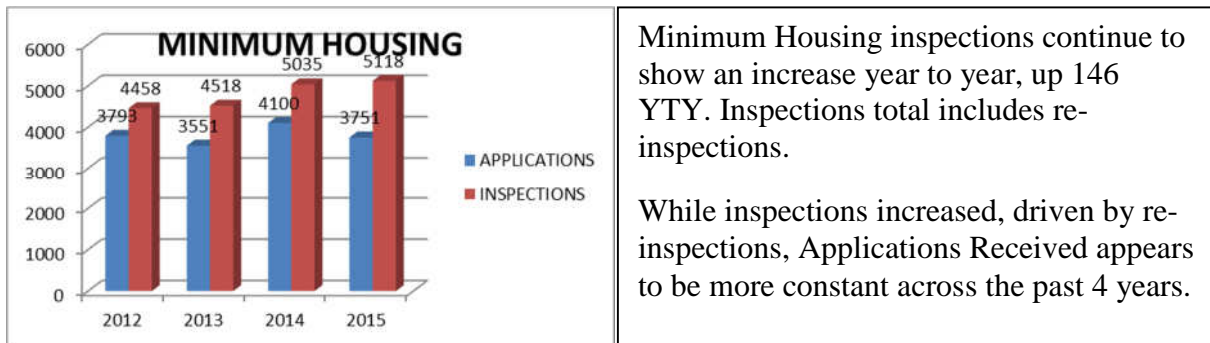 MINIMUM HOUSING
6000
5000
4000
3000
2000
1000
0
3793
4458
3551
4518
4100
5035
3751
5118
2012
2013
2014
2015
APPLICATIONS
INSPECTIONS
Minimum Housing inspections continue to
show an increase year to year, up 146
YTY. Inspections total includes re-
inspections.
While inspections increased, driven by re-
inspections, Applications Received appears
to be more constant across the past 4 years.